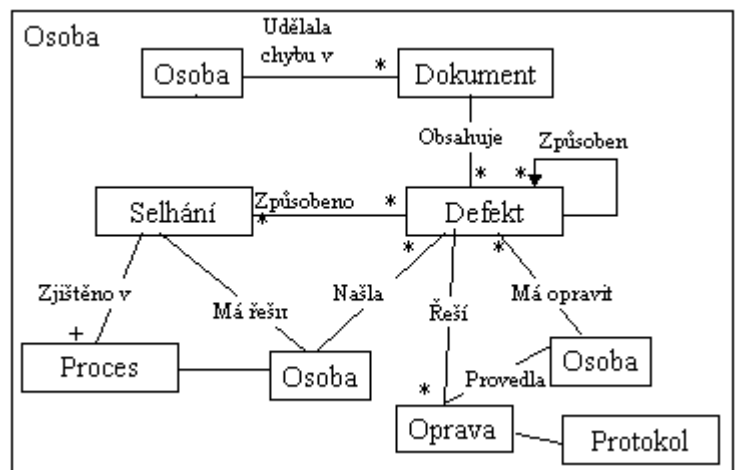 Osoba
Udělala
chybu v
Osoba
*
Dokument
Obsahuje
Způsoben
*
*
Selhání
Způsobeno
*
*
Defekt
*
*
Zjištěno v
Má řešit
Našla
Řeší
Má opravit
+
Proces
Osoba
Osoba
Provedla
*
Oprava
Protokol